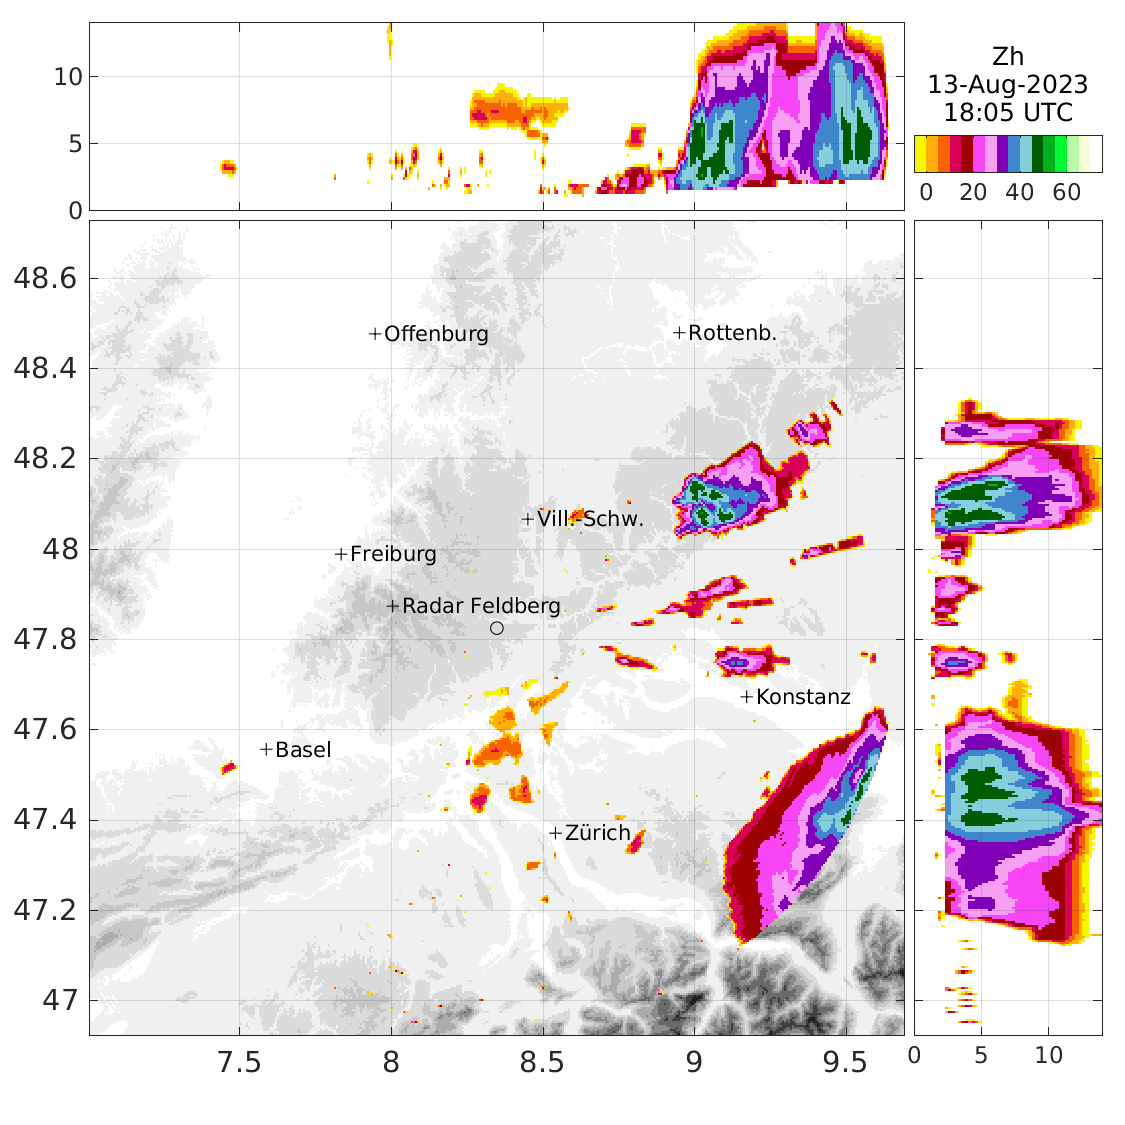 10
5
0
Zh
13-Aug-2023
18:05 UTC
0 20 40 60
48.6
48.4
48.2
48
47.8
47.6
47.4
47.2
47
+Offenburg
+Rottenb.
+Vill.-Schw.
+Freiburg
+Radar Feldberg
+Konstanz
+Basel
+Zürich
7.5 8 8.5 9 9.5
0 5 10